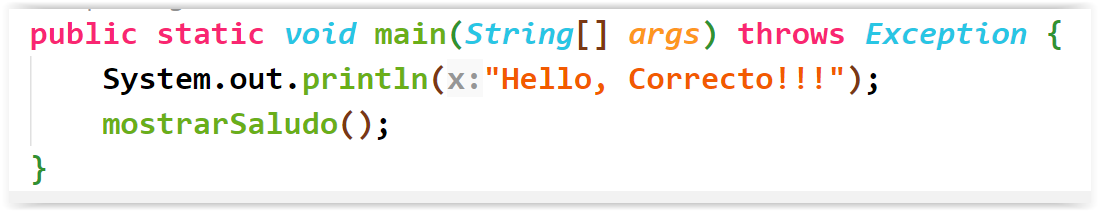 public static void main(String[] args) throws Exception {
System.out.println(x:"Hello, Correcto!!!");
mostrarSaludo();
}